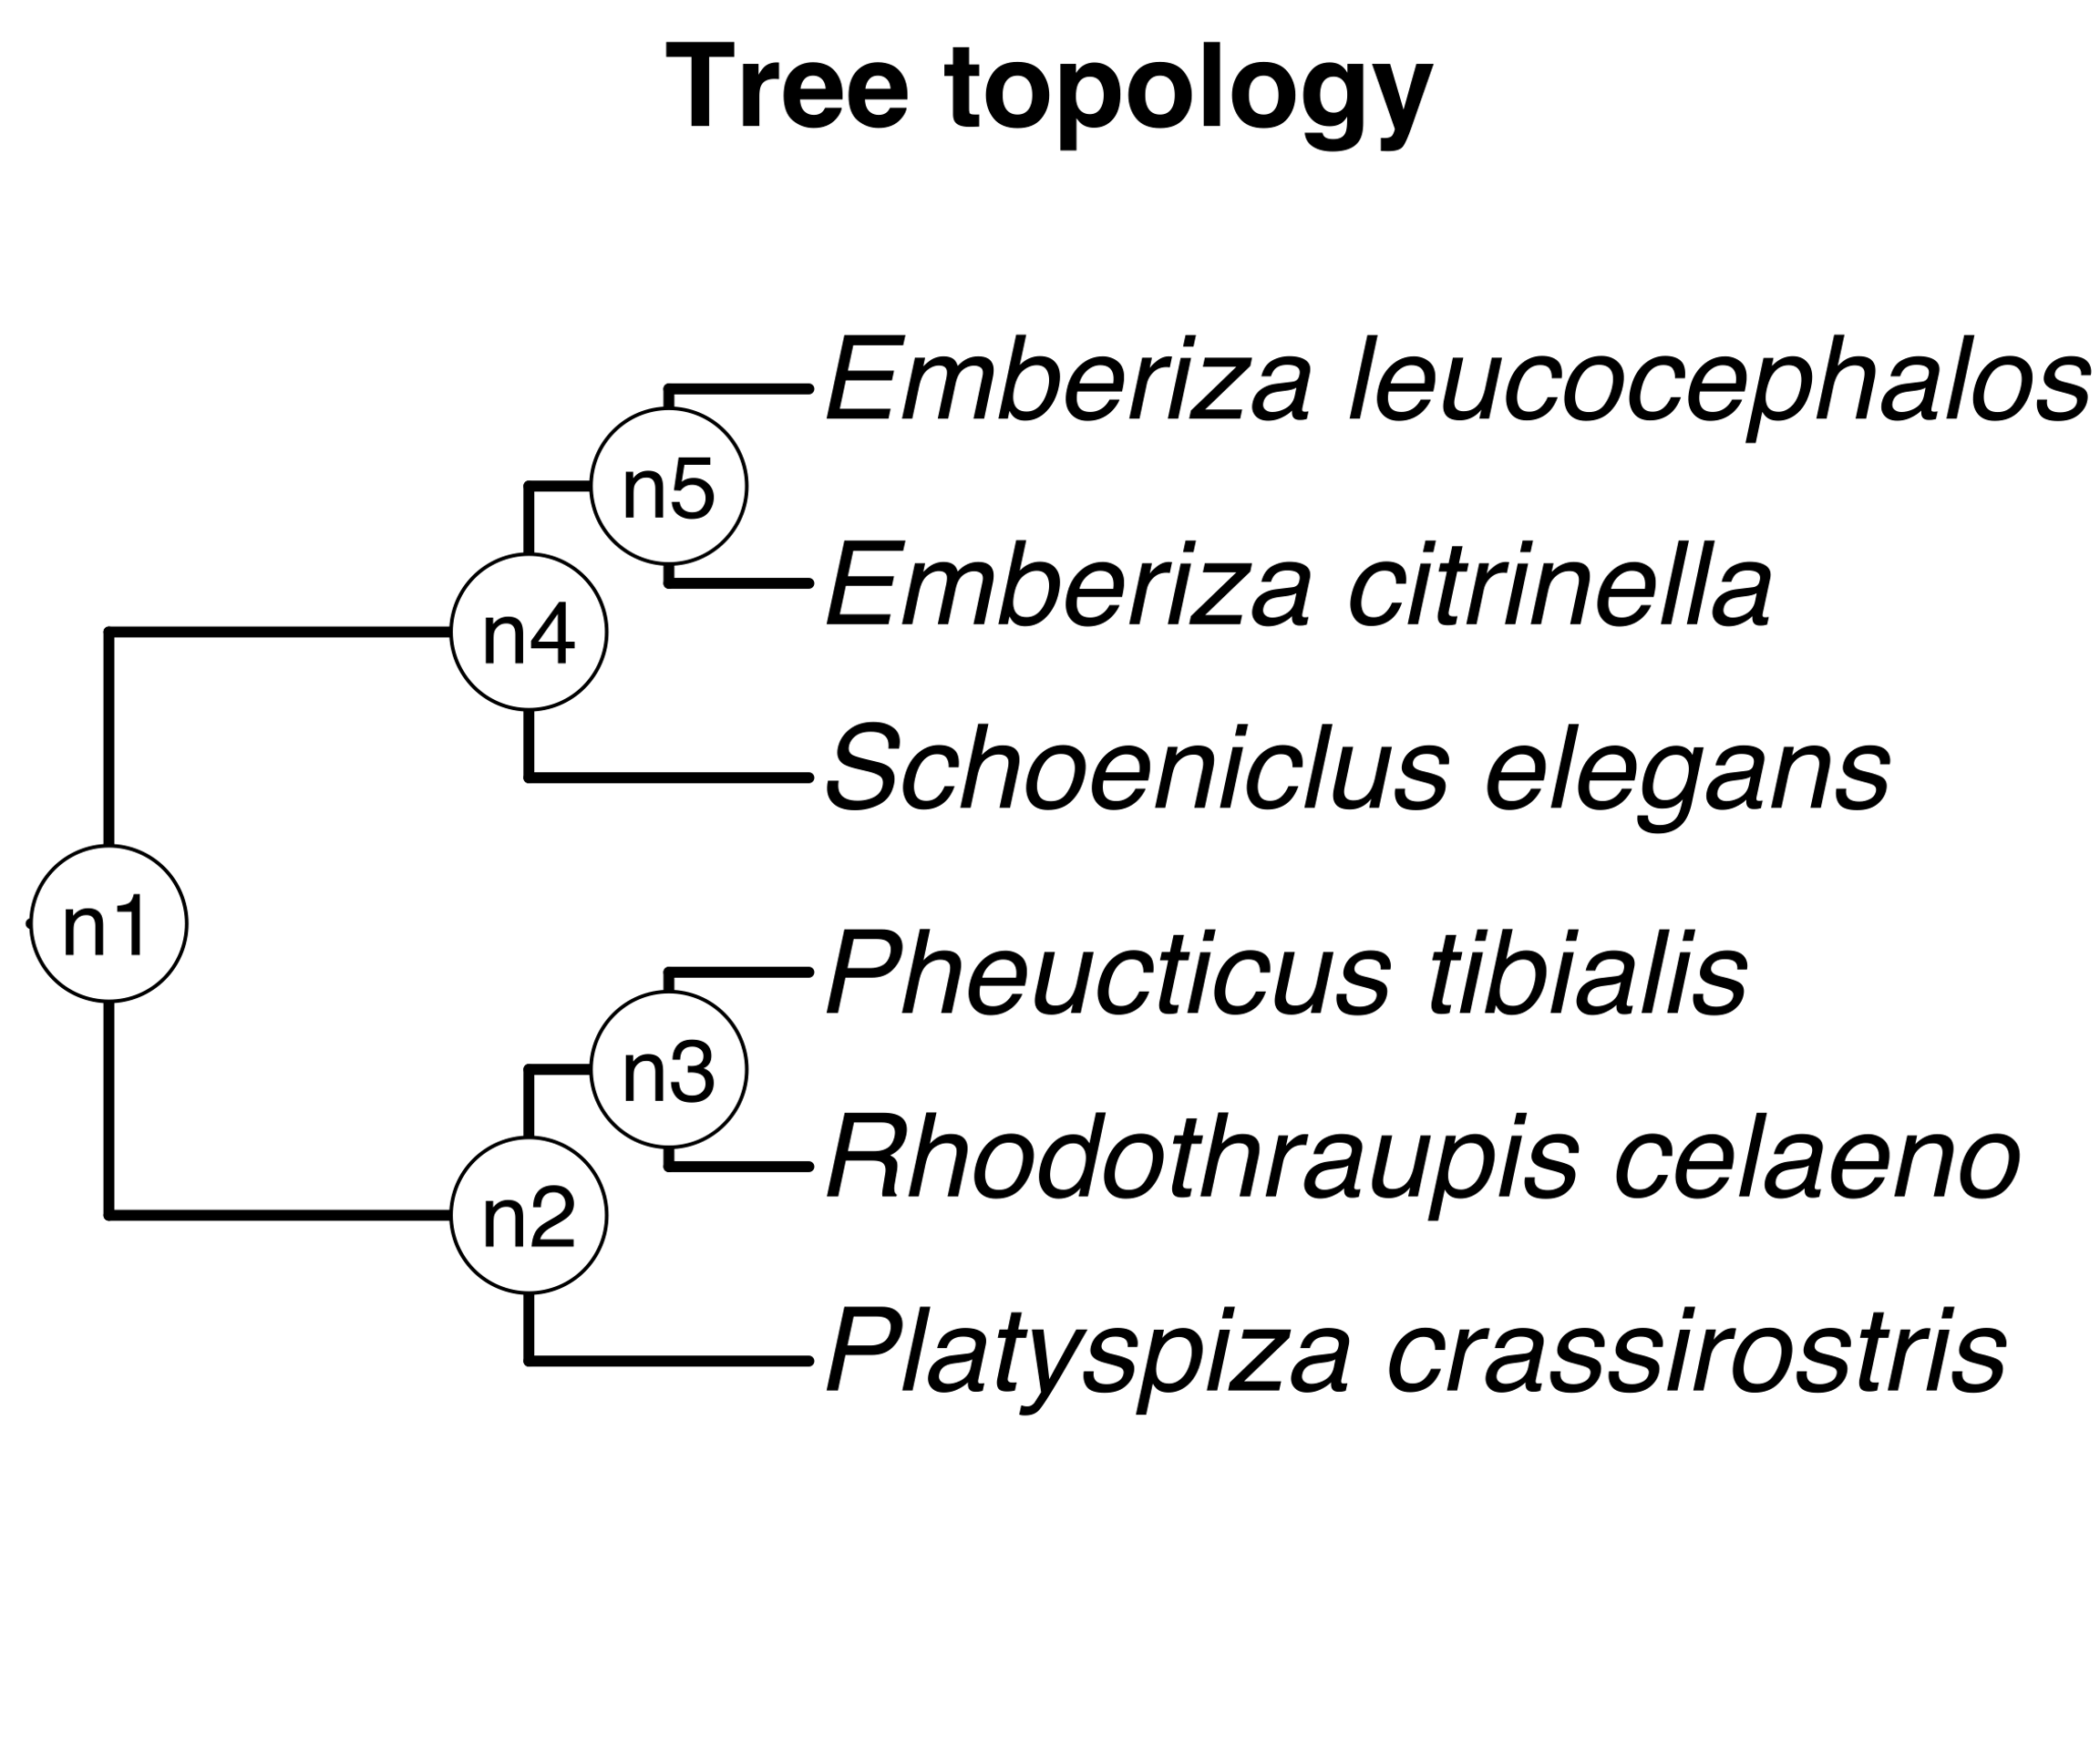 Tree topology
Emberiza leucocephalos
n5
Emberiza citrinella
n4
Schoeniclus elegans
n1
Pheucticus tibialis
n3
Rhodothraupis celaeno
n2
Platyspiza crassirostris